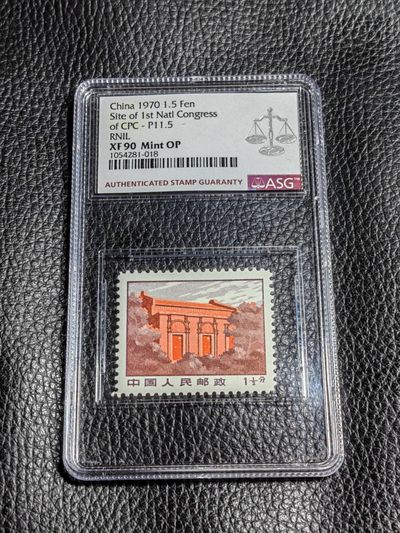 China 1970 1.5 Fen
Site of 1st Natl Congress
of CPC - P11.5
RNIL
XF 90 Mint OP
1054281-018
AUTHENTICATED STAMP GUARANTY ASG™
中国人民邮政 1½分